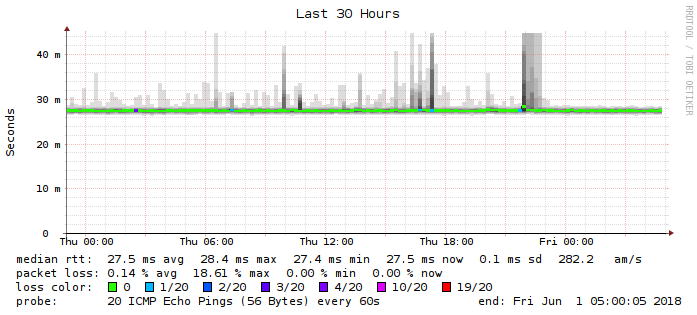 Last 30 Hours
RRDTOOL / TOBI OETIKER
Seconds
40 m
30 m
20 m
10 m
0
Thu 00:00 Thu 06:00 Thu 12:00 Thu 18:00 Fri 00:00
median rtt: 27.5 ms avg 28.4 ms max 27.4 ms min 27.5 ms now 0.1 ms sd 282.2 am/s
packet loss: 0.14 % avg 18.61 % max 0.00 % min 0.00 % now
loss color: 0 1/20 2/20 3/20 4/20 10/20 19/20
probe: 20 ICMP Echo Pings (56 Bytes) every 60s end: Fri Jun 1 05:00:05 2018